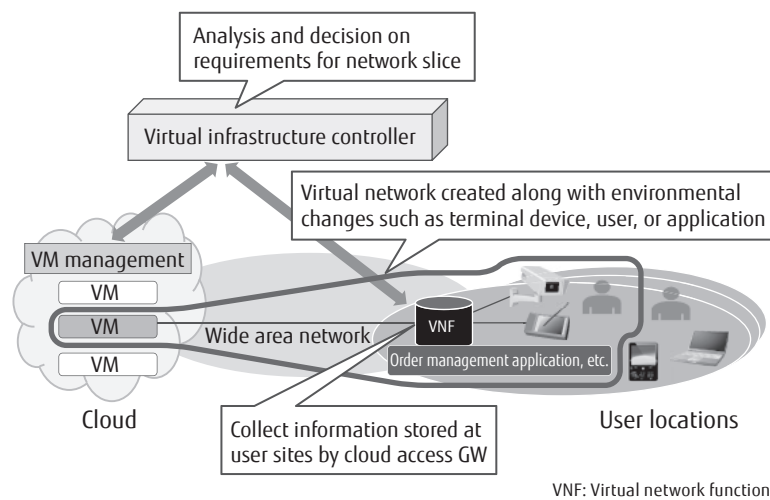 Analysis and decision on
requirements for network slice
Virtual infrastructure controller
Virtual network created along with environmental
changes such as terminal device, user, or application
VM management
VM
VM
VM
Wide area network
VNF
Order management application, etc.
Cloud
User locations
Collect information stored at
user sites by cloud access GW
VNF: Virtual network function